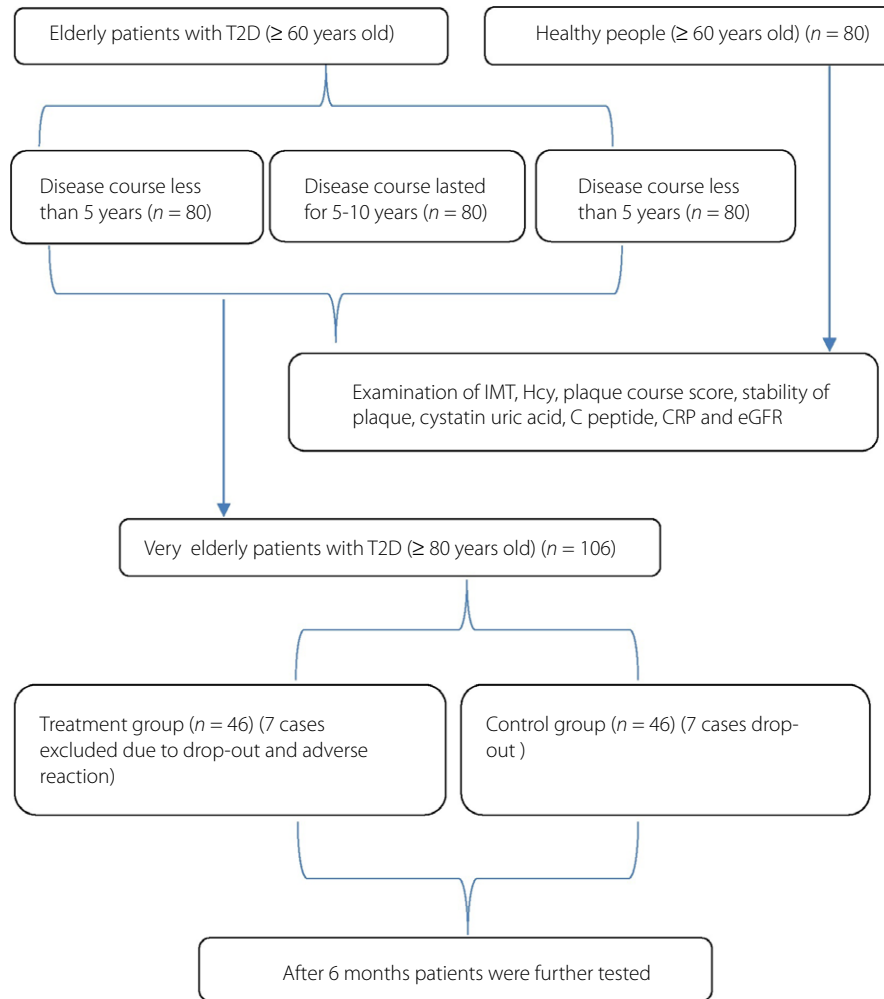 Elderly patients with T2D (≥ 60 years old)
Healthy people (≥ 60 years old) (n = 80)
Disease course less
than 5 years (n = 80)
Disease course lasted
for 5-10 years (n = 80)
Disease course less
than 5 years (n = 80)
Examination of IMT, Hcy, plaque course score, stability of
plaque, cystatin uric acid, C peptide, CRP and eGFR
Very elderly patients with T2D (≥ 80 years old) (n = 106)
Treatment group (n = 46) (7 cases
excluded due to drop-out and adverse
reaction)
Control group (n = 46) (7 cases drop-
out )
After 6 months patients were further tested